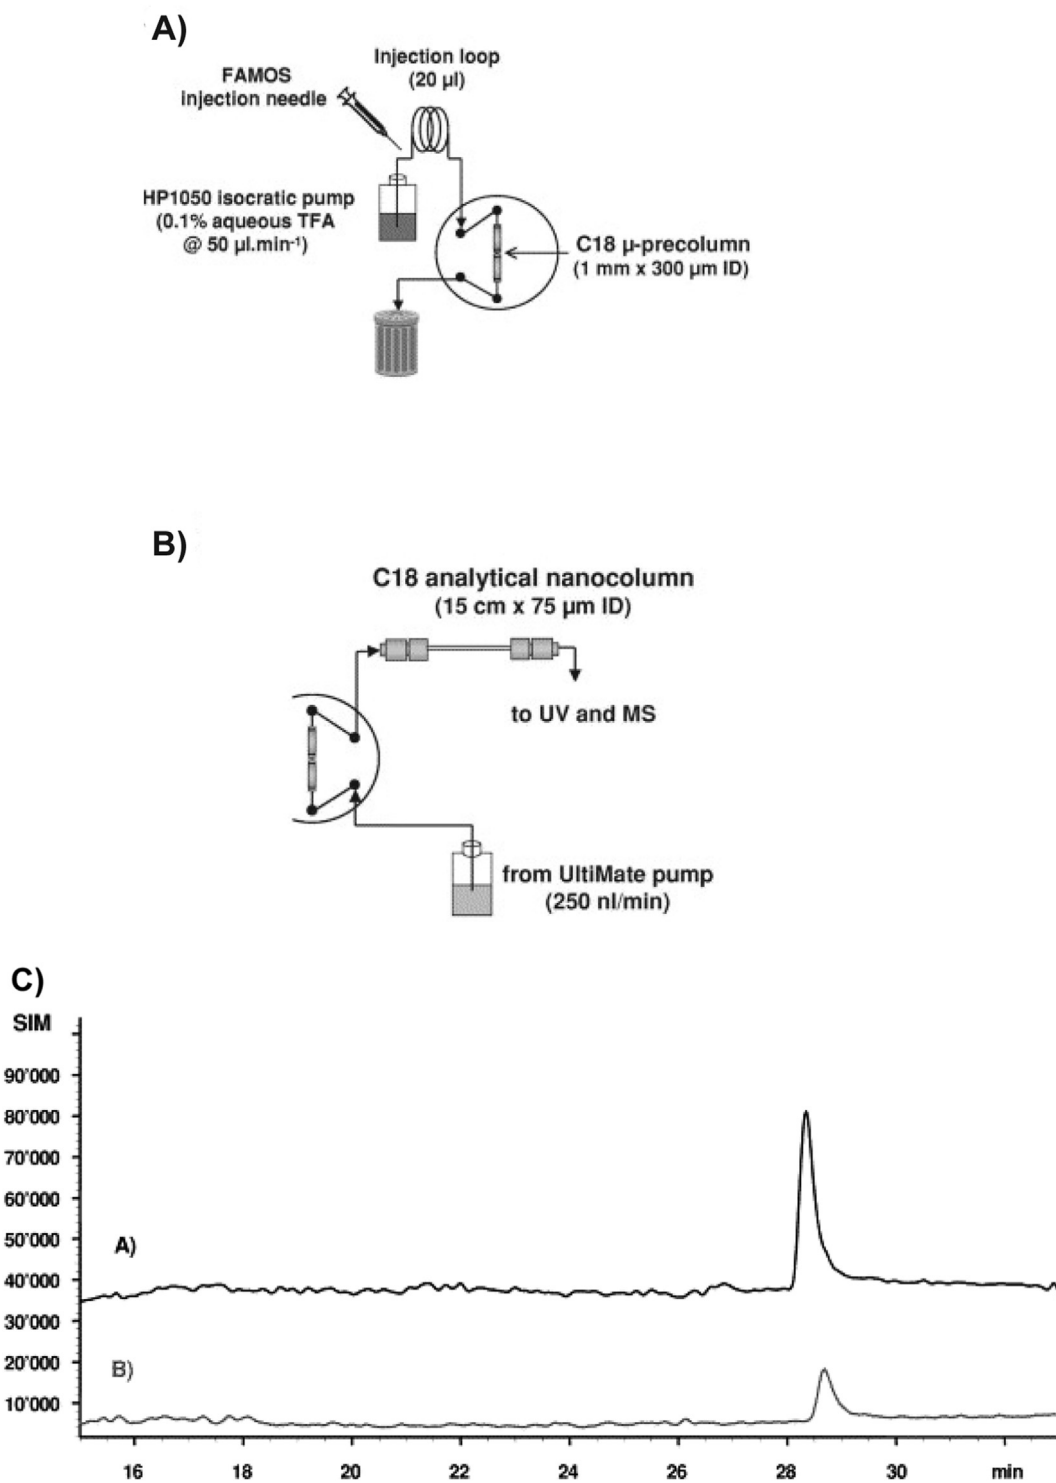 A)
Injection loop
(20 µl)
FAMOS
injection needle
HP1050 isocratic pump
(0.1% aqueous TFA
@ 50 µl.min⁻¹)
C18 µ-precolumn
(1 mm x 300 µm ID)
B)
C18 analytical nanocolumn
(15 cm x 75 µm ID)
to UV and MS
from UltiMate pump
(250 nl/min)
C)
SIM
90'000
80'000
70'000
60'000
50'000
A)
40'000
30'000
20'000
B)
10'000
16 18 20 22 24 26 28 30 min